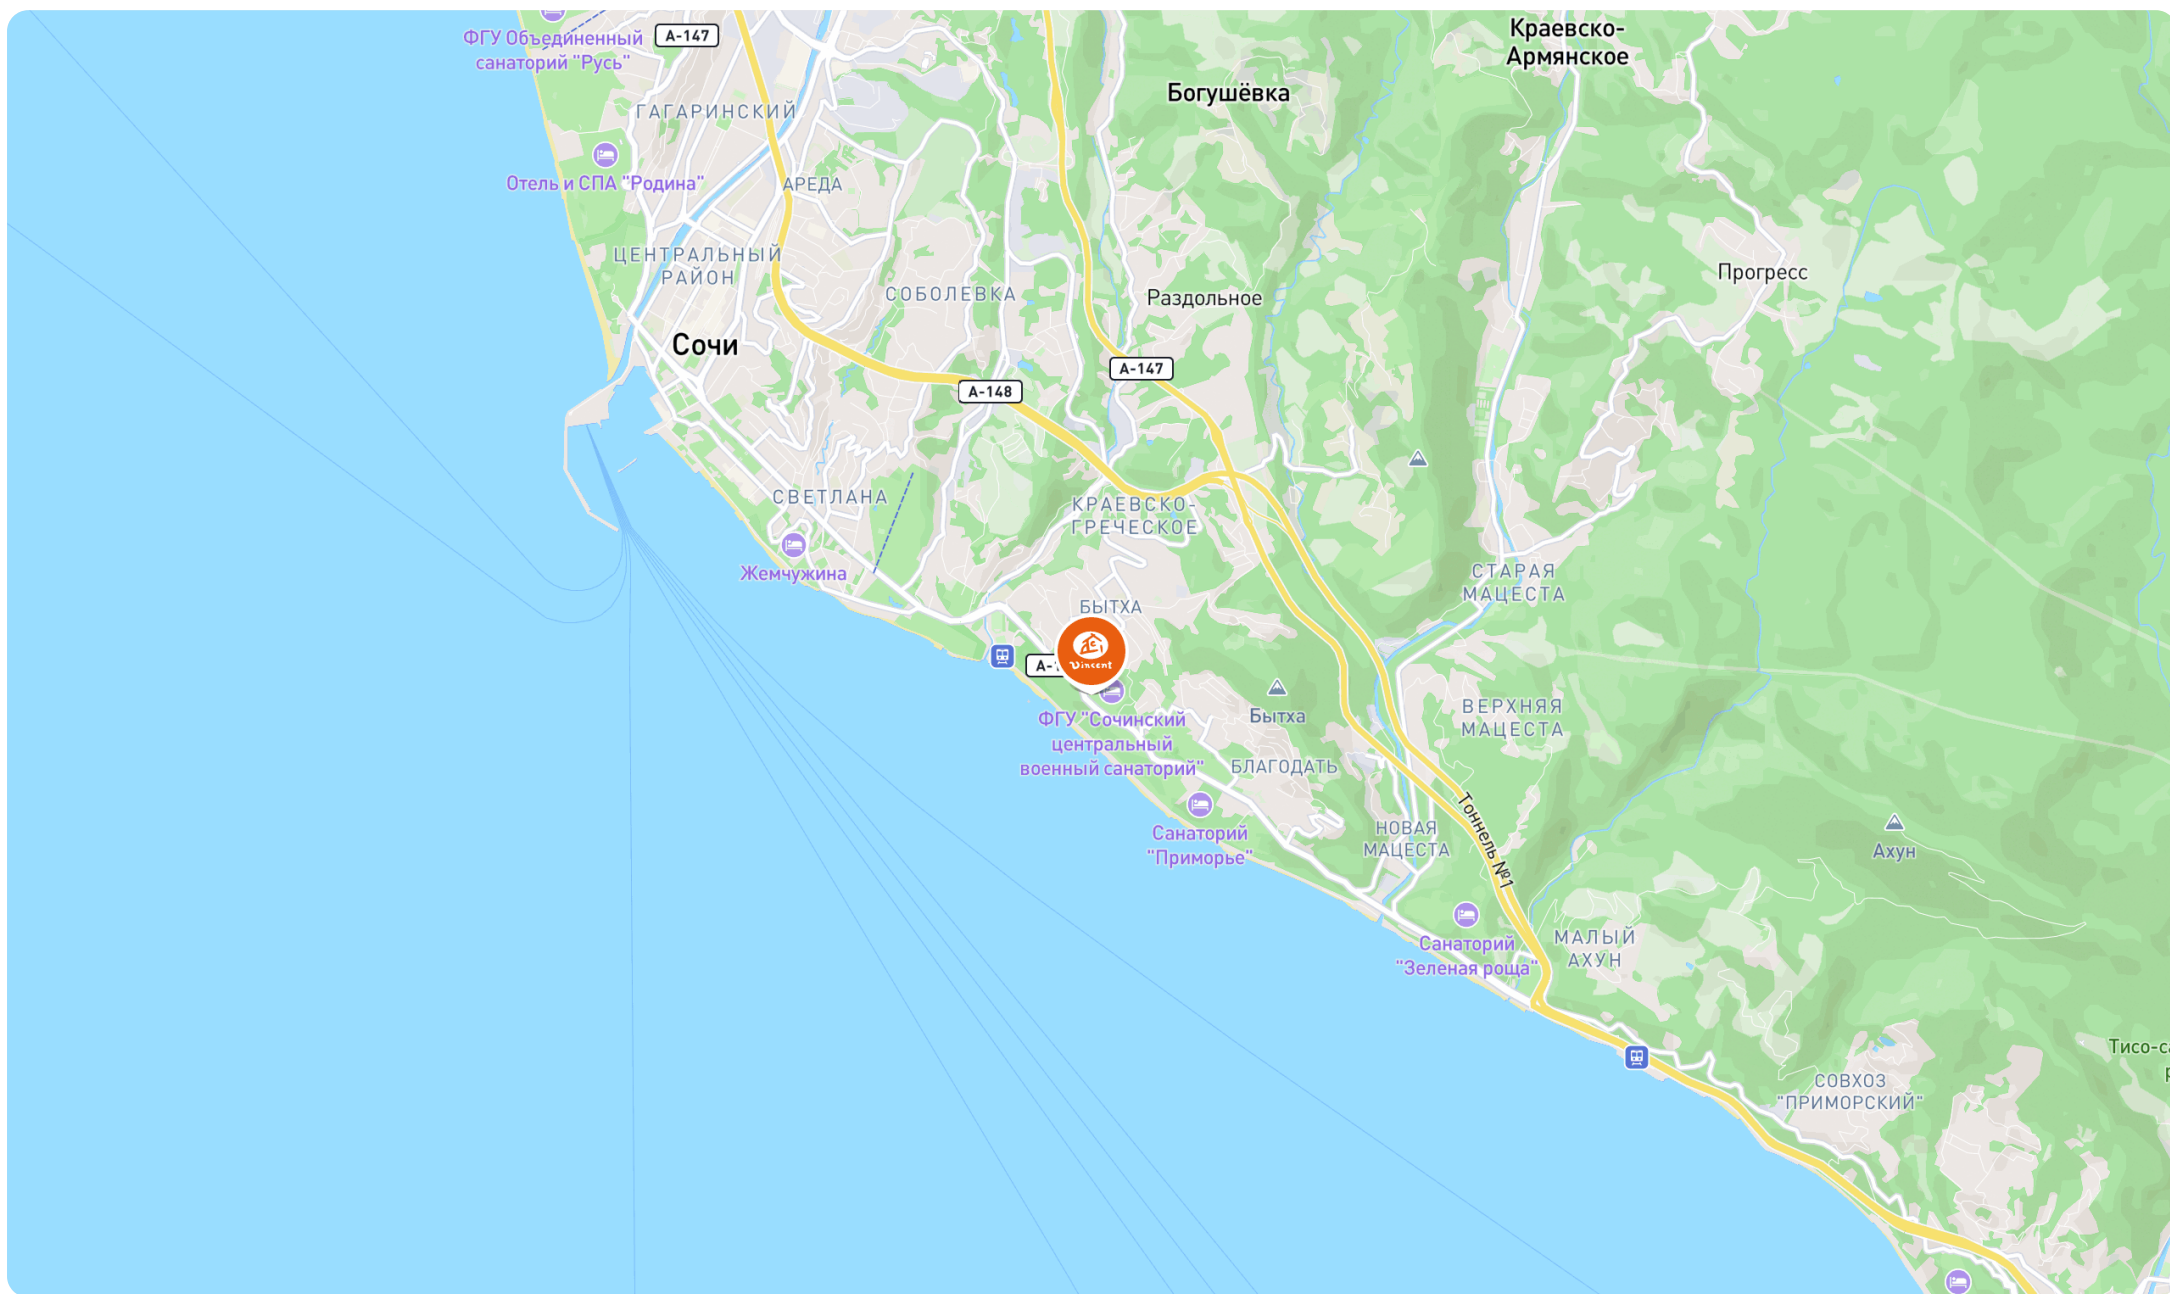 ФГУ Объединенный
санаторий "Русь"
А-147
Краевско-
Армянское
Богушёвка
ГАГАРИНСКИЙ
Отель и СПА "Родина"
АРЕДА
ЦЕНТРАЛЬНЫЙ
РАЙОН
СОБОЛЕВКА
Раздольное
Прогресс
Сочи
А-147
А-148
СВЕТЛАНА
КРАЕВСКО-
ГРЕЧЕСКОЕ
Жемчужина
СТАРАЯ
МАЦЕСТА
БЫТХА
Vincent
ФГУ "Сочинский
центральный
военный санаторий"
Бытха
ВЕРХНЯЯ
МАЦЕСТА
БЛАГОДАТЬ
Санаторий
"Приморье"
НОВАЯ
МАЦЕСТА
Тоннель №1
Ахун
Санаторий
"Зеленая роща"
МАЛЫЙ
АХУН
СОВХОЗ
"ПРИМОРСКИЙ"